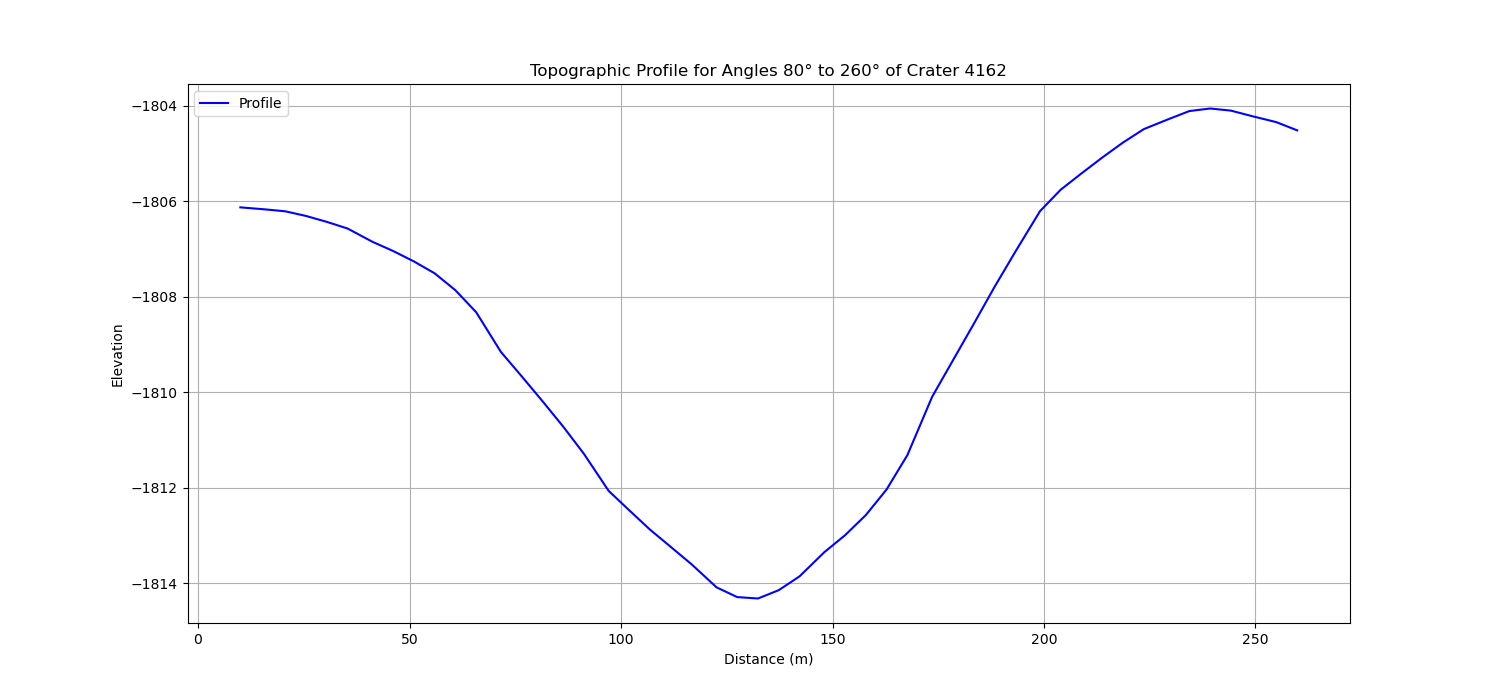 Topographic Profile for Angles 80° to 260° of Crater 4162
Profile
−1804
−1806
−1808
−1810
−1812
−1814
Elevation
0 50 100 150 200 250
Distance (m)